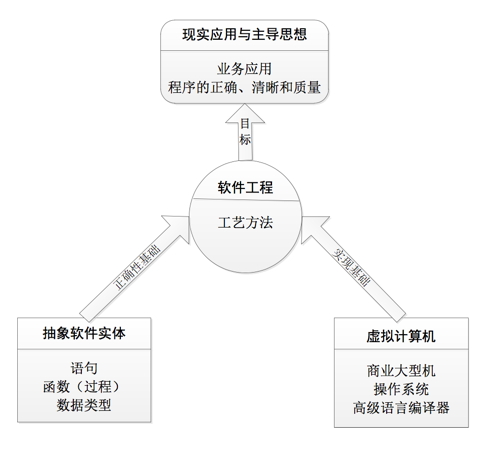 现实应用与主导思想
业务应用
程序的正确、清晰和质量
目
标
软件工程
工艺方法
正确性基础
实现基础
抽象软件实体
语句
函数（过程）
数据类型
虚拟计算机
商业大型机
操作系统
高级语言编译器